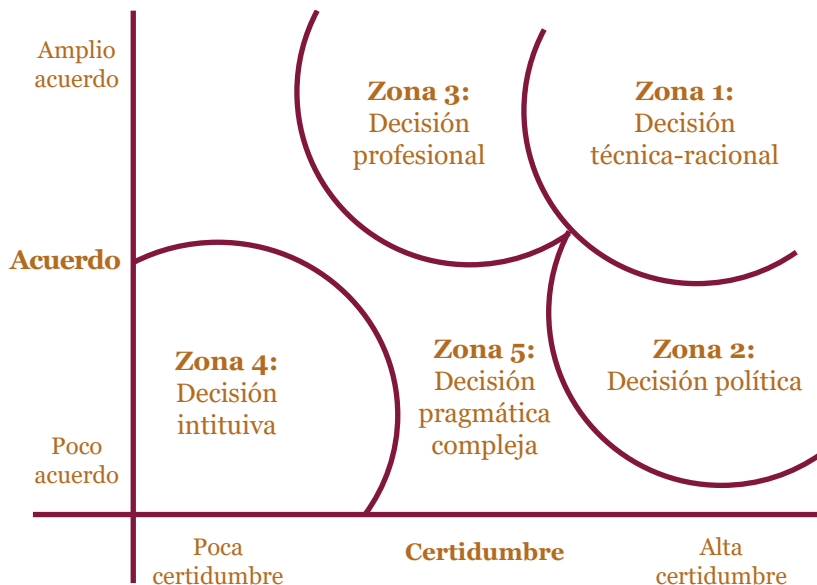 Amplio
acuerdo
Zona 3:
Decisión
profesional
Zona 1:
Decisión
técnica-racional
Acuerdo
Zona 4:
Decisión
intituiva
Zona 5:
Decisión
pragmática
compleja
Zona 2:
Decisión política
Poco
acuerdo
Poca
certidumbre
Certidumbre
Alta
certidumbre